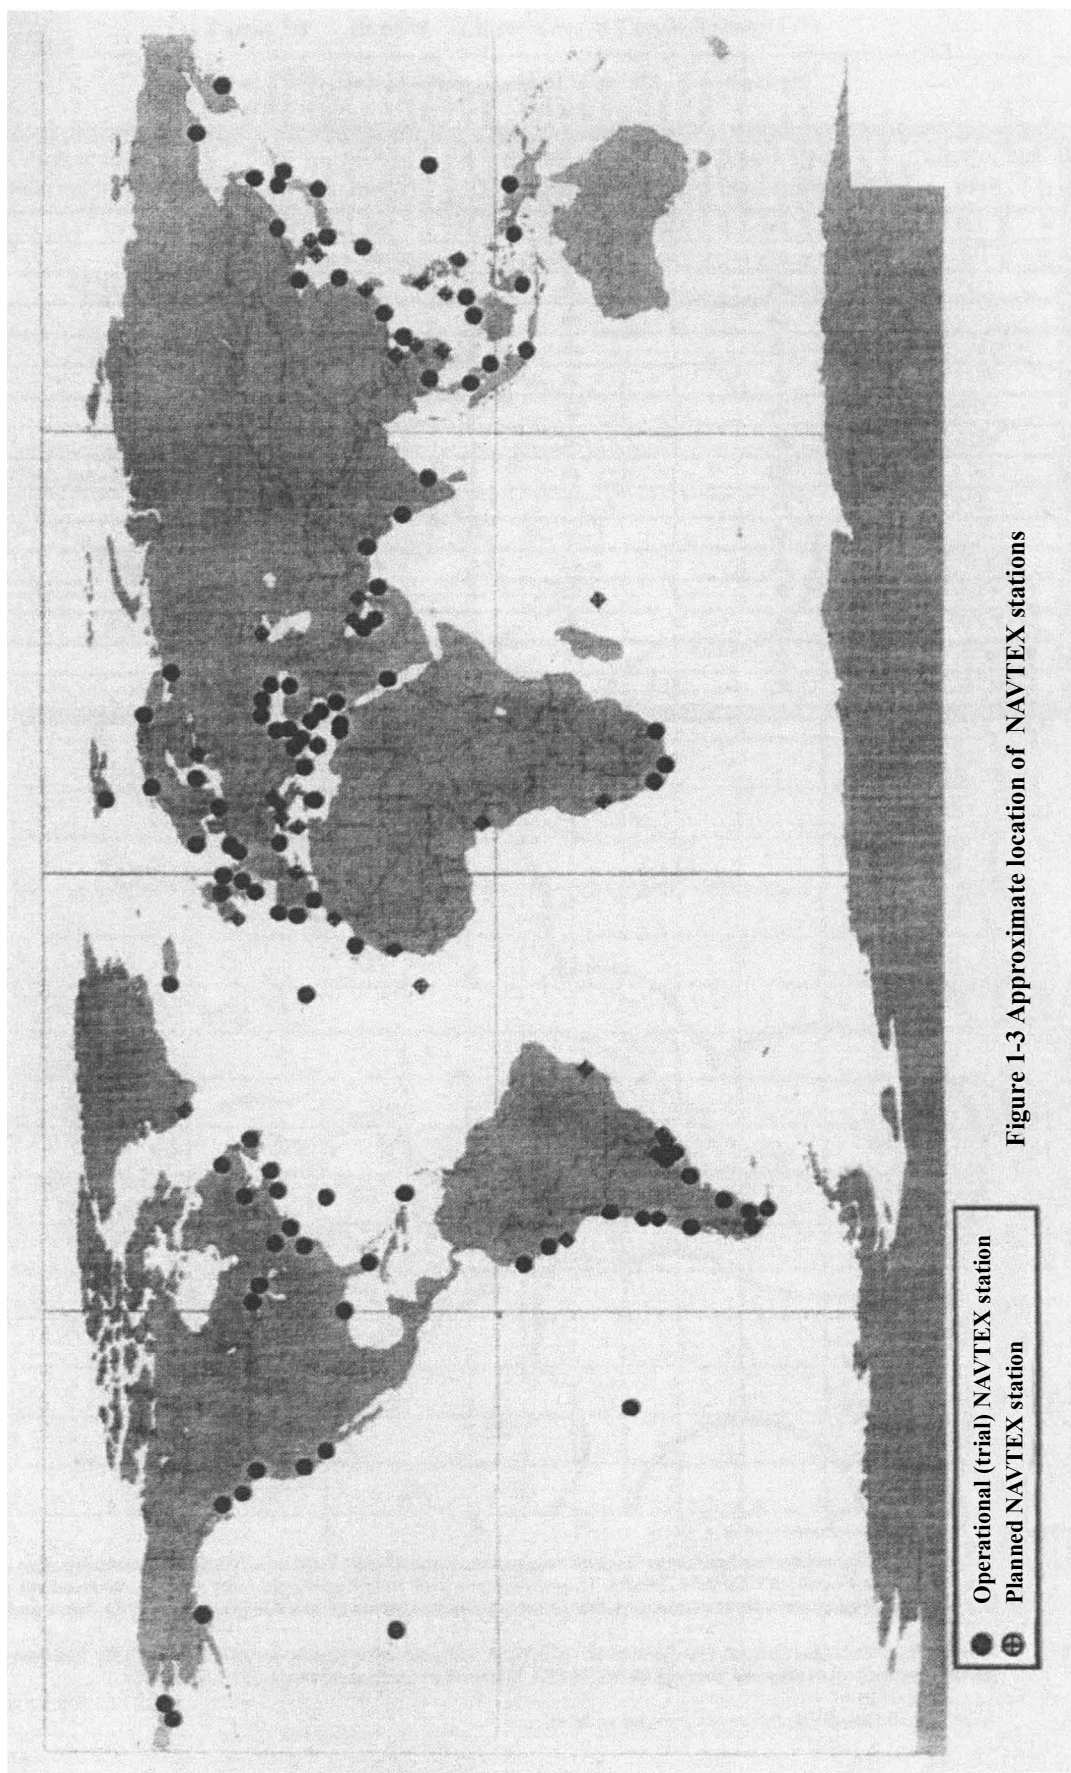 Operational (trial) NAVTEX station
Planned NAVTEX station
Figure 1-3 Approximate location of NAVTEX stations